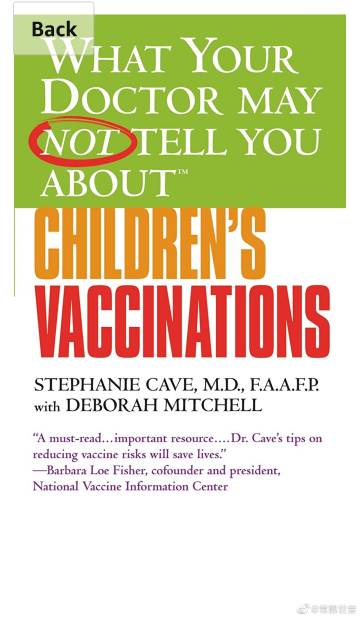 Back
WHAT YOUR
DOCTOR MAY
NOT TELL YOU
ABOUT™
CHILDREN'S
VACCINATIONS
STEPHANIE CAVE, M.D., F.A.A.F.P.
with DEBORAH MITCHELL
“A must-read...important resource....Dr. Cave's tips on
reducing vaccine risks will save lives.”
—Barbara Loe Fisher, cofounder and president,
National Vaccine Information Center